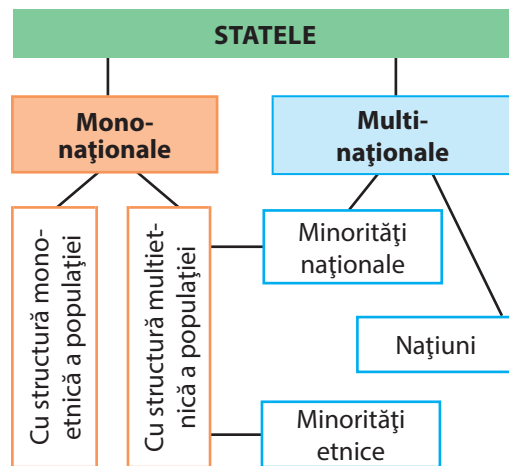 STATELE
Mono-
naţionale
Multi-
naţionale
Cu structură mono-
etnică a populaţiei
Cu structură multiet-
nică a populaţiei
Minorităţi
naţionale
Naţiuni
Minorităţi
etnice